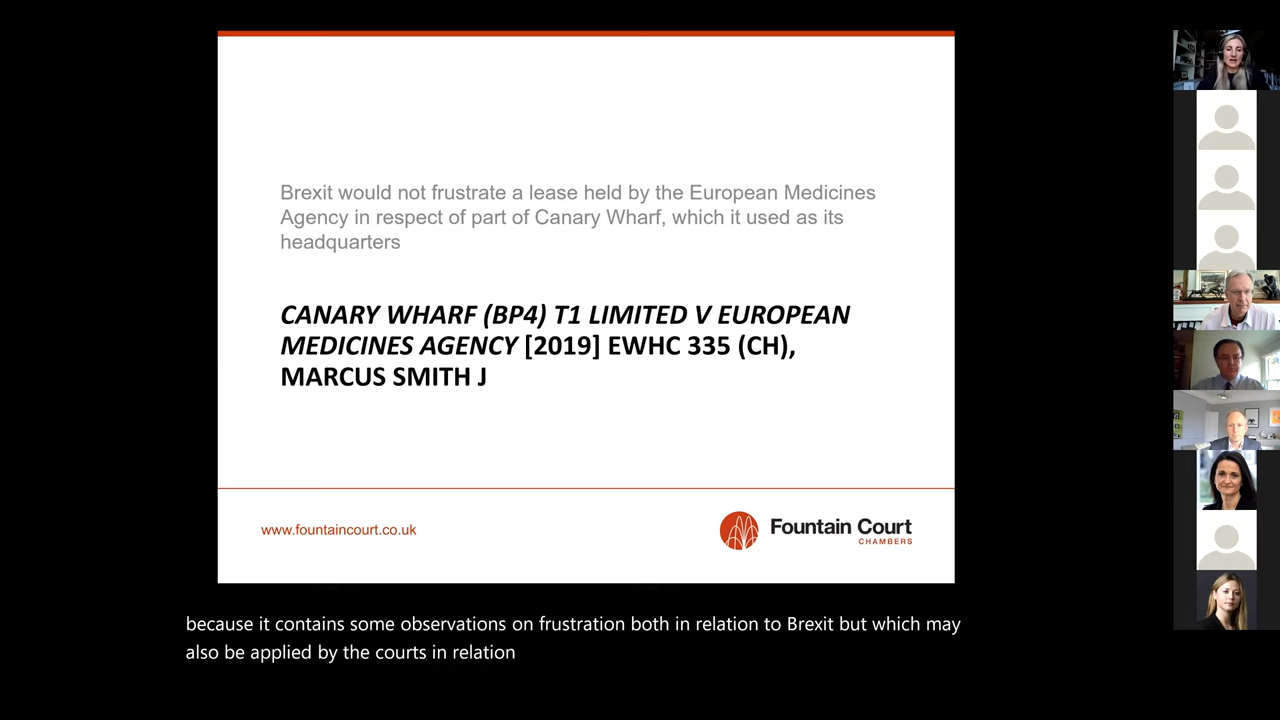 Brexit would not frustrate a lease held by the European Medicines
Agency in respect of part of Canary Wharf, which it used as its
headquarters
CANARY WHARF (BP4) T1 LIMITED V EUROPEAN
MEDICINES AGENCY [2019] EWHC 335 (CH),
MARCUS SMITH J
www.fountaincourt.co.uk
Fountain Court
CHAMBERS
because it contains some observations on frustration both in relation to Brexit but which may
also be applied by the courts in relation